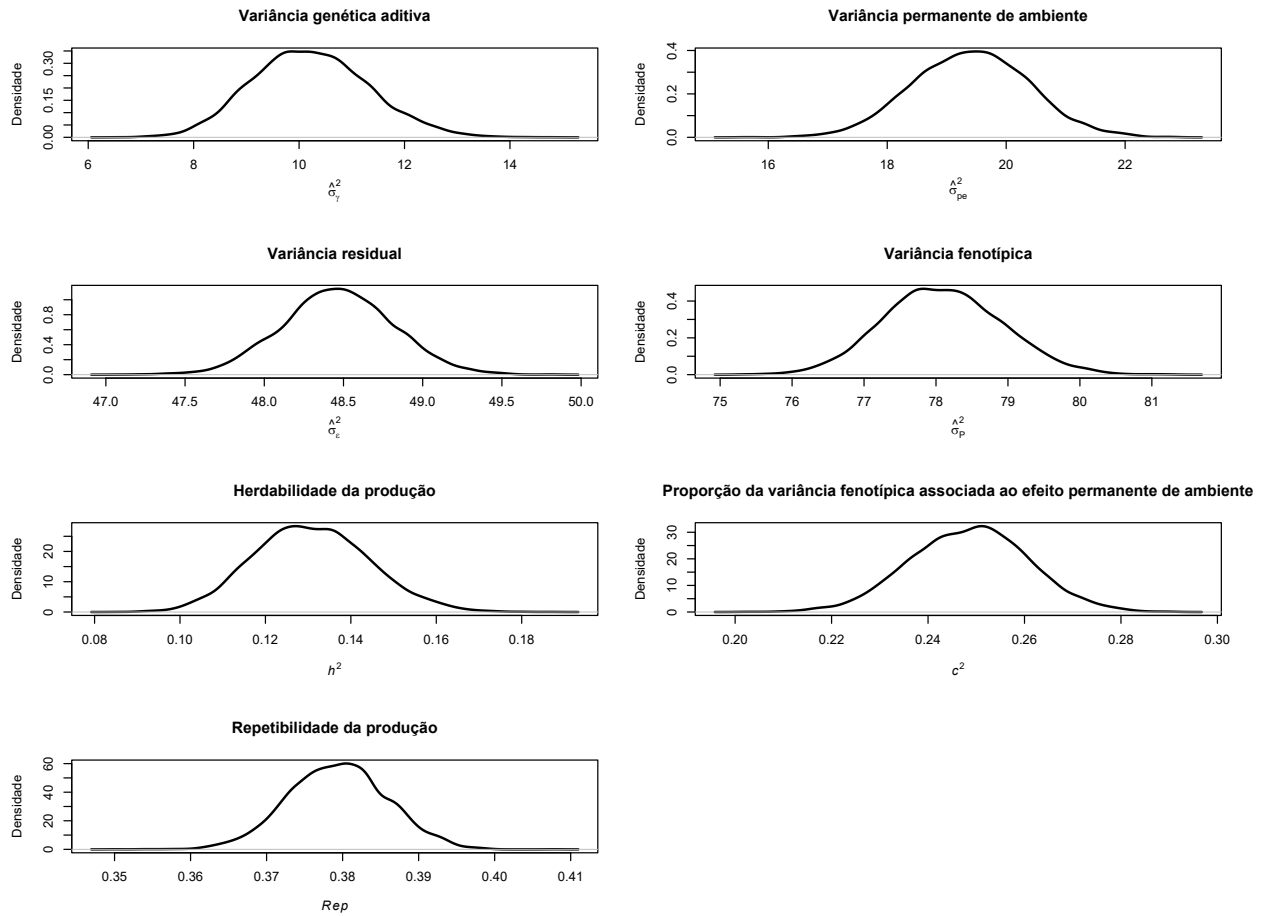 Variância genética aditiva
Densidade
0.00 0.15 0.30
6 8 10 12 14
σ̂²γ
Variância permanente de ambiente
Densidade
0.0 0.2 0.4
16 18 20 22
σ̂²pe
Variância residual
Densidade
0.0 0.4 0.8
47.0 47.5 48.0 48.5 49.0 49.5 50.0
σ̂²ε
Variância fenotípica
Densidade
0.0 0.2 0.4
75 76 77 78 79 80 81
σ̂²P
Herdabilidade da produção
Densidade
0 10 20
0.08 0.10 0.12 0.14 0.16 0.18
h²
Proporção da variância fenotípica associada ao efeito permanente de ambiente
Densidade
0 10 20 30
0.20 0.22 0.24 0.26 0.28 0.30
c²
Repetibilidade da produção
Densidade
0 20 40 60
0.35 0.36 0.37 0.38 0.39 0.40 0.41
Rep